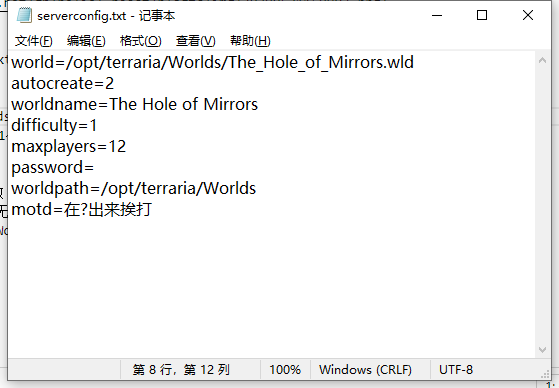 serverconfig.txt - 记事本
文件(F) 编辑(E) 格式(O) 查看(V) 帮助(H)
world=/opt/terraria/Worlds/The_Hole_of_Mirrors.wld
autocreate=2
worldname=The Hole of Mirrors
difficulty=1
maxplayers=12
password=
worldpath=/opt/terraria/Worlds
motd=在?出来挨打
第 8 行，第 12 列 100% Windows (CRLF) UTF-8